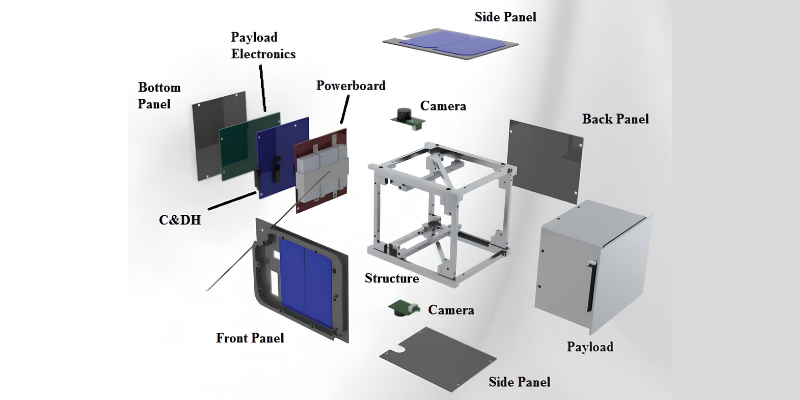 Side Panel
Payload
Electronics
Bottom
Panel
Powerboard
Camera
Back Panel
C&DH
Structure
Camera
Front Panel
Payload
Side Panel